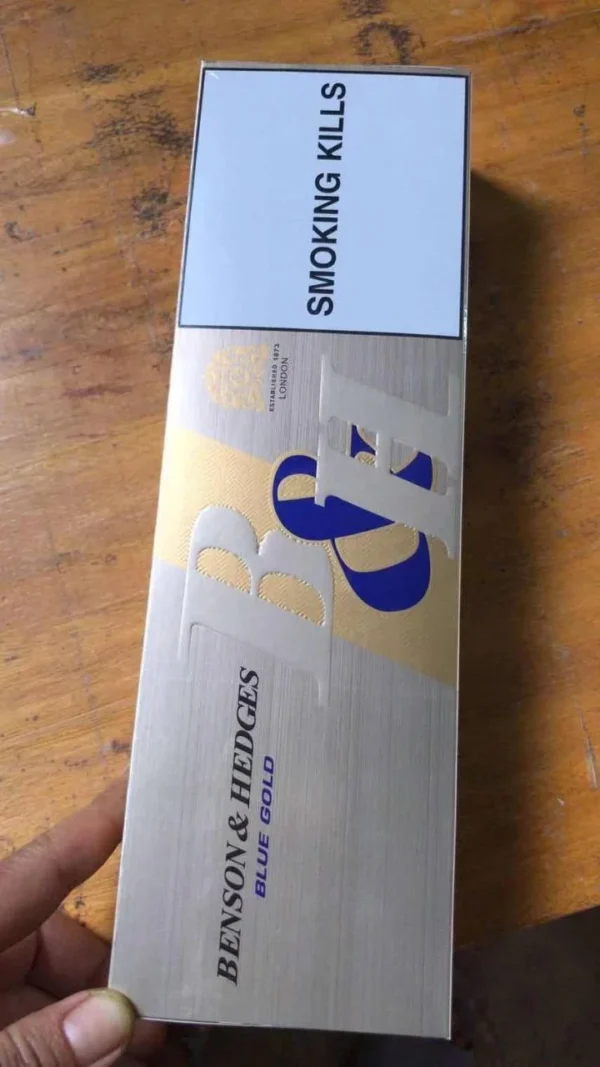 SMOKING KILLS
ESTABLISHED 1873
LONDON
B&H
BENSON & HEDGES
BLUE GOLD